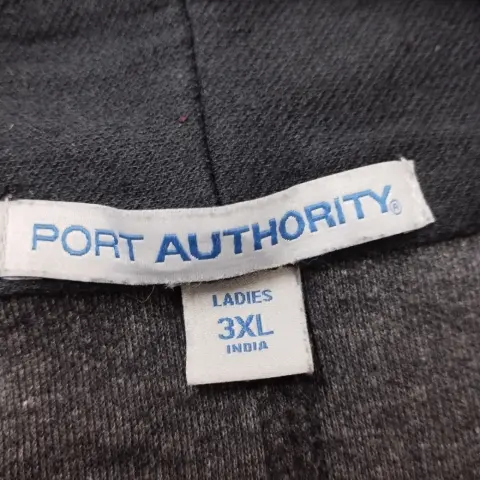 PORT AUTHORITY®
LADIES
3XL
INDIA